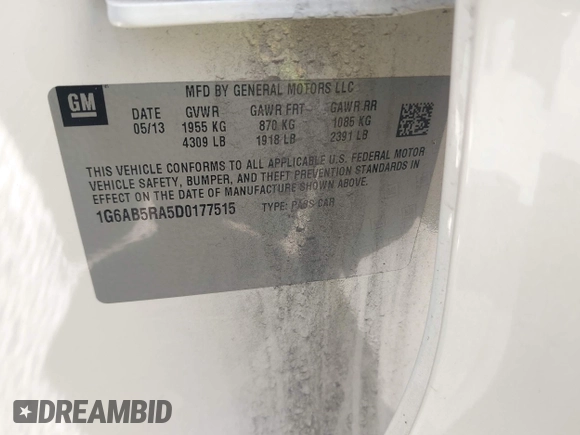 GM
MFD BY GENERAL MOTORS LLC
DATE GVWR GAWR FRT GAWR RR
05/13 1955 KG 870 KG 1085 KG
4309 LB 1918 LB 2391 LB
THIS VEHICLE CONFORMS TO ALL APPLICABLE U.S. FEDERAL MOTOR
VEHICLE SAFETY, BUMPER, AND THEFT PREVENTION STANDARDS IN
EFFECT ON THE DATE OF MANUFACTURE SHOWN ABOVE.
1G6AB5RA5D0177515 TYPE: PASS CAR
DREAMBID